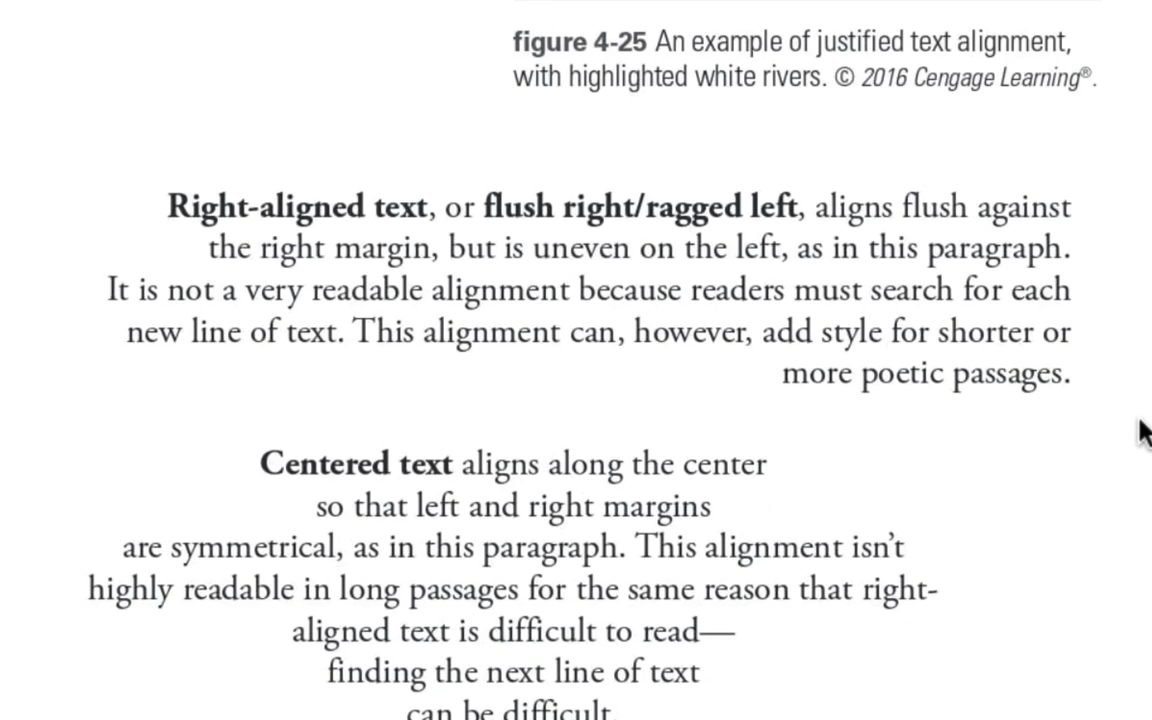 figure 4-25 An example of justified text alignment,
with highlighted white rivers. © 2016 Cengage Learning®.
Right-aligned text, or flush right/ragged left, aligns flush against
the right margin, but is uneven on the left, as in this paragraph.
It is not a very readable alignment because readers must search for each
new line of text. This alignment can, however, add style for shorter or
more poetic passages.
Centered text aligns along the center
so that left and right margins
are symmetrical, as in this paragraph. This alignment isn’t
highly readable in long passages for the same reason that right-
aligned text is difficult to read—
finding the next line of text
can be difficult.